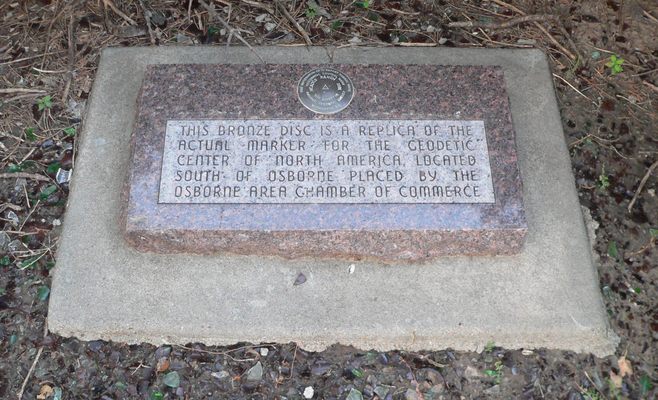 THIS BRONZE DISC IS A REPLICA OF THE
ACTUAL MARKER FOR THE "GEODETIC"
CENTER OF NORTH AMERICA, LOCATED
SOUTH OF OSBORNE PLACED BY THE
OSBORNE AREA CHAMBER OF COMMERCE